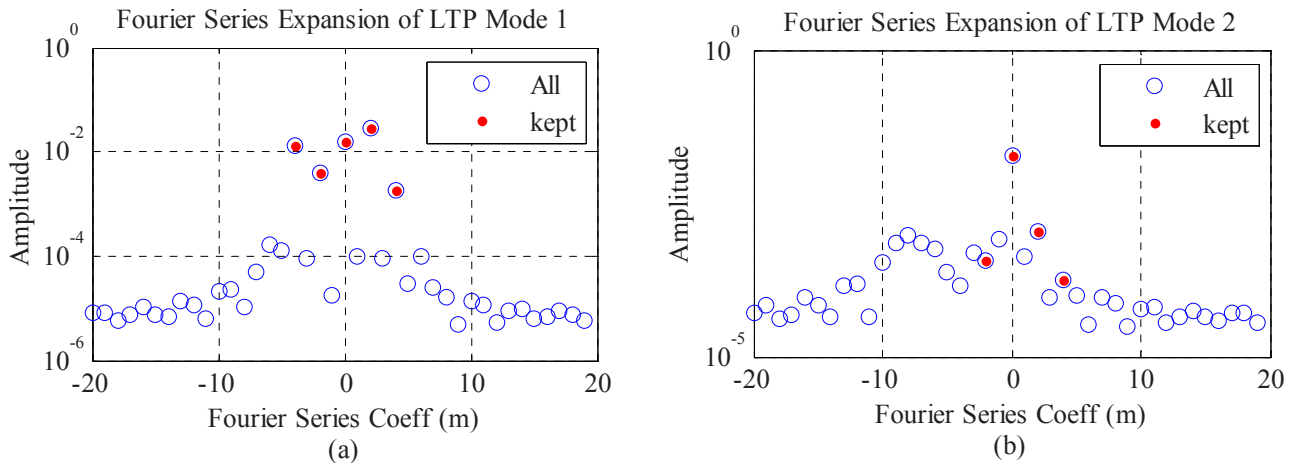 Fourier Series Expansion of LTP Mode 1
10^0
10^-2
10^-4
10^-6
Amplitude
All
kept
-20 -10 0 10 20
Fourier Series Coeff (m)
(a)
Fourier Series Expansion of LTP Mode 2
10^0
10^-5
Amplitude
All
kept
-20 -10 0 10 20
Fourier Series Coeff (m)
(b)